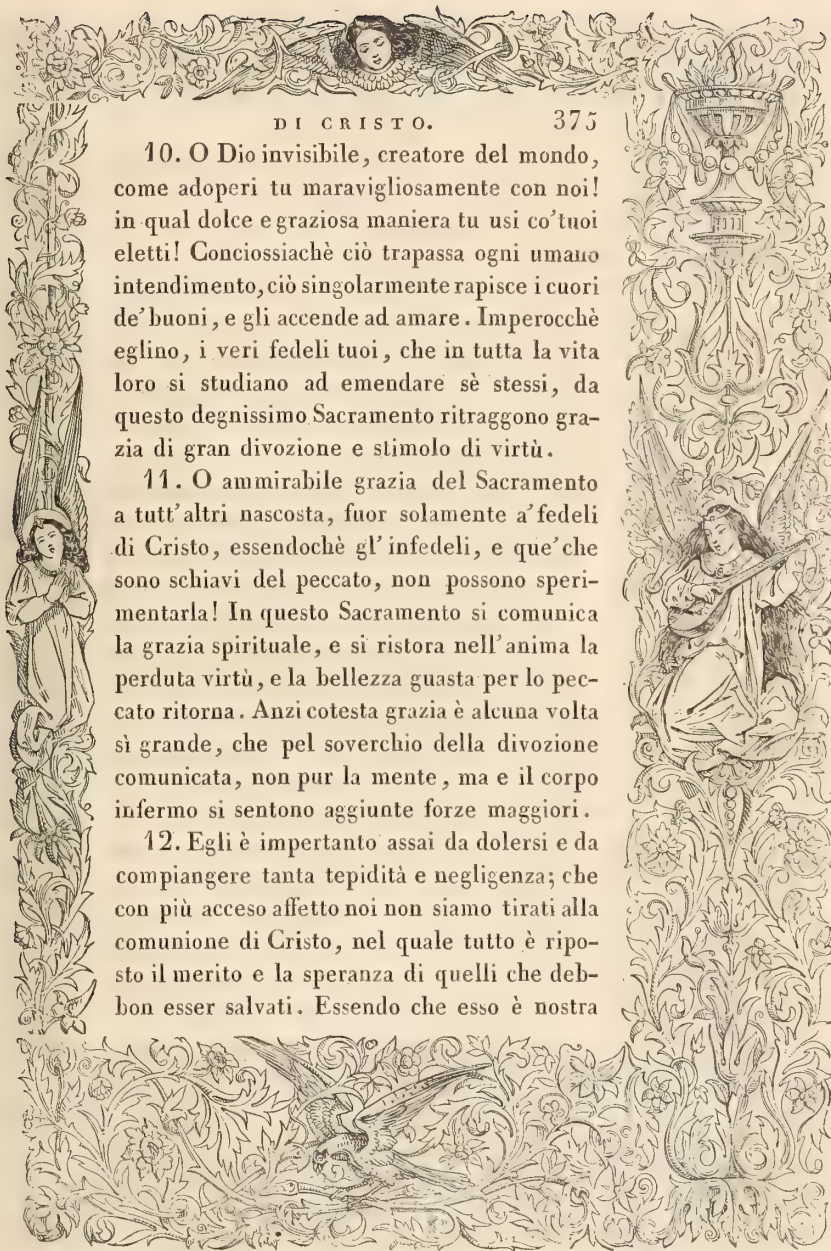 DI CRISTO. 375
10. O Dio invisibile, creatore del mondo,
come adoperi tu maravigliosamente con noi!
in qual dolce e graziosa maniera tu usi co'tuoi
eletti! Conciossiachè ciò trapassa ogni umano
intendimento, ciò singolarmente rapisce i cuori
de'buoni, e gli accende ad amare. Imperocchè
eglino, i veri fedeli tuoi, che in tutta la vita
loro si studiano ad emendare sè stessi, da
questo degnissimo Sacramento ritraggono gra-
zia di gran divozione e stimolo di virtù.
11. O ammirabile grazia del Sacramento
a tutt'altri nascosta, fuor solamente a'fedeli
di Cristo, essendochè gl'infedeli, e que'che
sono schiavi del peccato, non possono speri-
mentarla! In questo Sacramento si comunica
la grazia spirituale, e si ristora nell'anima la
perduta virtù, e la bellezza guasta per lo pec-
cato ritorna. Anzi cotesta grazia è alcuna volta
sì grande, che pel soverchio della divozione
comunicata, non pur la mente, ma e il corpo
infermo si sentono aggiunte forze maggiori.
12. Egli è impertanto assai da dolersi e da
compiangere tanta tepidità e negligenza; che
con più acceso affetto noi non siamo tirati alla
comunione di Cristo, nel quale tutto è ripo-
sto il merito e la speranza di quelli che deb-
bon esser salvati. Essendo che esso è nostra